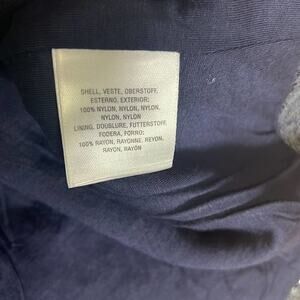 SHELL, VESTE, OBERSTOFF,
ESTERNO, EXTERIOR:
100% NYLON, NYLON, NYLON,
NYLON, NYLON
LINING, DOUBLURE, FUTTERSTOFF,
FODERA, FORRO:
100% RAYON, RAYONNE, REYON,
RAYON, RAYÓN